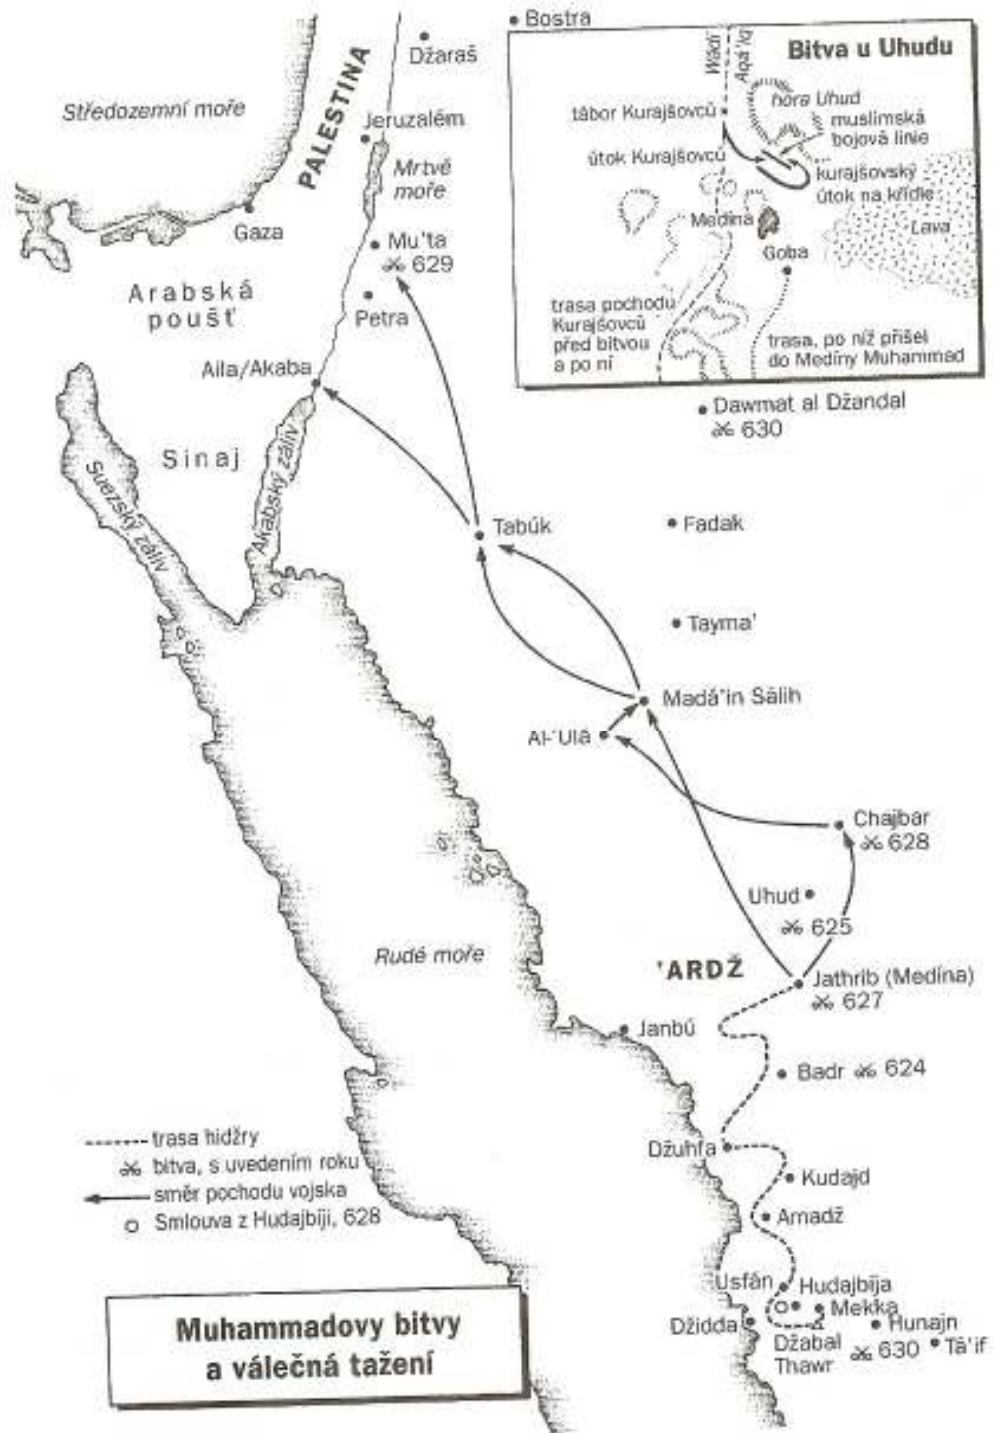 Bostra
Džaraš
PALESTINA
Středozemní moře
Jeruzalém
Mrtvé
moře
Gaza
Mu'ta
629
Arabská
poušť
Petra
Aila/Akaba
Sinaj
Suezský záliv
Akabský záliv
Bitva u Uhudu
Wádí
Aqá'iq
hora Uhud
tábor Kurajšovců
muslimská
bojová linie
útok Kurajšovců
kurajšovský
útok na křídle
Medína
Goba
Lava
trasa pochodu
Kurajšovců
před bitvou
a po ní
trasa, po níž přišel
do Medíny Muhammad
Dawmat al Džandal
630
Tabúk
Fadak
Tayma'
Madá'in Sálih
Al-'Ulá
Chajbar
628
Uhud
625
Rudé moře
'ARDŽ
Jathrib (Medína)
627
Janbú
Badr 624
Džuhfa
Kudajd
Amadž
Usfán
Hudajbíja
Mekka
Džidda
Hunajn
Džabal
Thawr
630
Tá'if
trasa hidžry
bitva, s uvedením roku
směr pochodu vojska
Smlouva z Hudajbíji, 628
Muhammadovy bitvy
a válečná tažení